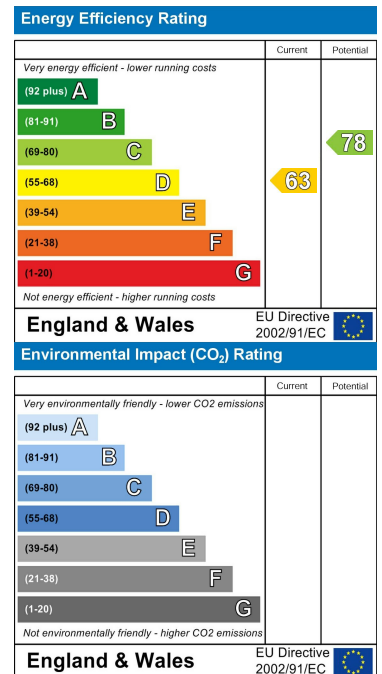 Energy Efficiency Rating
Current Potential
Very energy efficient - lower running costs
(92 plus) A
(81-91) B
(69-80) C
78
(55-68) D
63
(39-54) E
(21-38) F
(1-20) G
Not energy efficient - higher running costs
England & Wales
EU Directive
2002/91/EC
Environmental Impact (CO₂) Rating
Current Potential
Very environmentally friendly - lower CO2 emissions
(92 plus) A
(81-91) B
(69-80) C
(55-68) D
(39-54) E
(21-38) F
(1-20) G
Not environmentally friendly - higher CO2 emissions
England & Wales
EU Directive
2002/91/EC